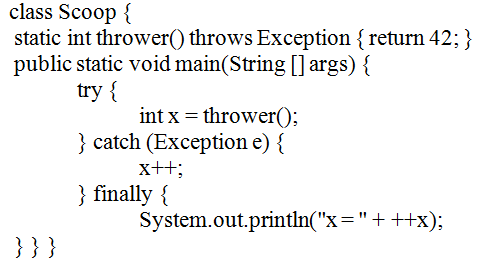 class Scoop {
static int thrower() throws Exception { return 42; }
public static void main(String [] args) {
try {
int x = thrower();
} catch (Exception e) {
x++;
} finally {
System.out.println("x = " + ++x);
} } }